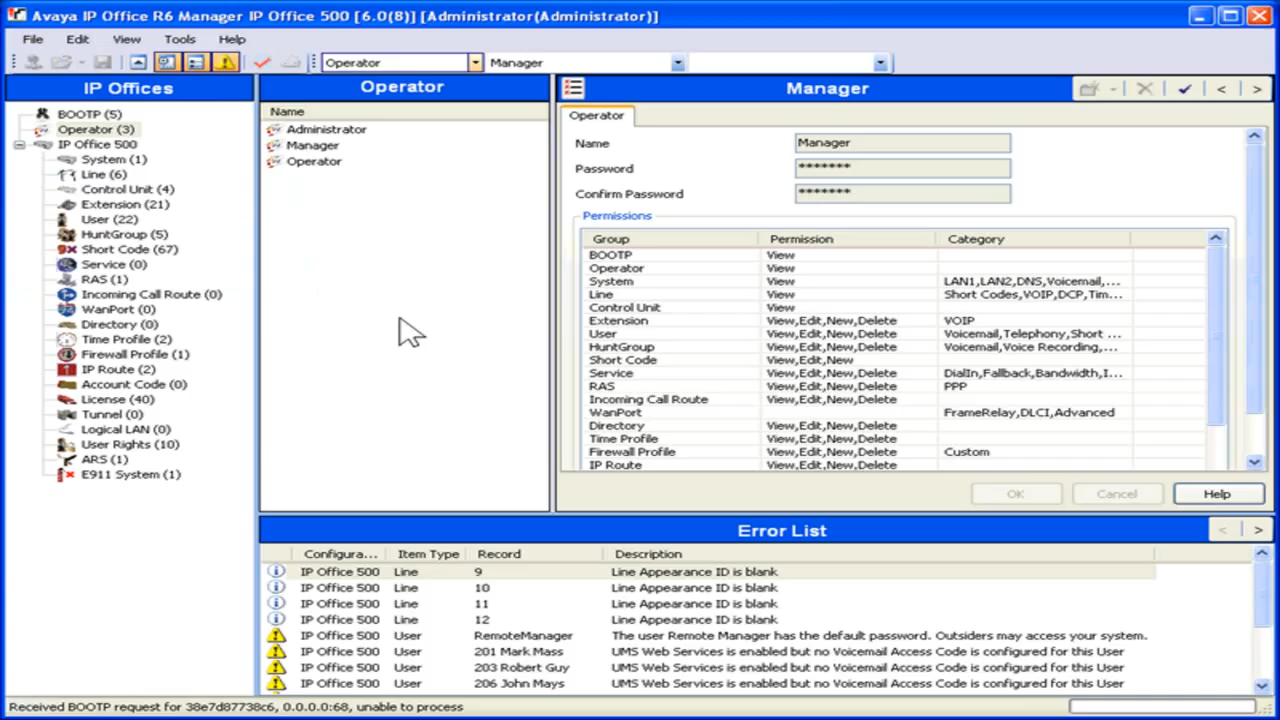 Avaya IP Office R6 Manager IP Office 500 [6.0(8)] [Administrator(Administrator)]
File Edit View Tools Help
Operator Manager
IP Offices
BOOTP (5)
Operator (3)
IP Office 500
System (1)
Line (6)
Control Unit (4)
Extension (21)
User (22)
HuntGroup (5)
Short Code (67)
Service (0)
RAS (1)
Incoming Call Route (0)
WanPort (0)
Directory (0)
Time Profile (2)
Firewall Profile (1)
IP Route (2)
Account Code (0)
License (40)
Tunnel (0)
Logical LAN (0)
User Rights (10)
ARS (1)
E911 System (1)
Operator
Name
Administrator
Manager
Operator
Manager
Operator
Name Manager
Password *******
Confirm Password *******
Permissions
Group Permission Category
BOOTP View
Operator View
System View LAN1,LAN2,DNS,Voicemail,...
Line View Short Codes,VOIP,DCP,Tim...
Control Unit View
Extension View,Edit,New,Delete VOIP
User View,Edit,New,Delete Voicemail,Telephony,Short ...
HuntGroup View,Edit,New,Delete Voicemail,Voice Recording,...
Short Code View,Edit,New
Service View,Edit,New,Delete DialIn,Fallback,Bandwidth,I...
RAS View,Edit,New,Delete PPP
Incoming Call Route View,Edit,New,Delete
WanPort View,Edit,New,Delete FrameRelay,DLCI,Advanced
Directory View,Edit,New,Delete
Time Profile View,Edit,New,Delete
Firewall Profile View,Edit,New,Delete Custom
IP Route View,Edit,New,Delete
OK Cancel Help
Error List
Configura... Item Type Record Description
IP Office 500 Line 9 Line Appearance ID is blank
IP Office 500 Line 10 Line Appearance ID is blank
IP Office 500 Line 11 Line Appearance ID is blank
IP Office 500 Line 12 Line Appearance ID is blank
IP Office 500 User RemoteManager The user Remote Manager has the default password. Outsiders may access your system.
IP Office 500 User 201 Mark Mass UMS Web Services is enabled but no Voicemail Access Code is configured for this User
IP Office 500 User 203 Robert Guy UMS Web Services is enabled but no Voicemail Access Code is configured for this User
IP Office 500 User 206 John Mays UMS Web Services is enabled but no Voicemail Access Code is configured for this User
Received BOOTP request for 38e7d87738c6, 0.0.0.0:68, unable to process